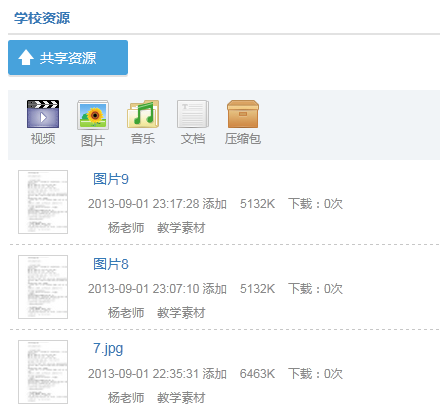 学校资源
共享资源
视频 图片 音乐 文档 压缩包
图片9
2013-09-01 23:17:28 添加 5132K 下载：0次
杨老师 教学素材
图片8
2013-09-01 23:07:10 添加 5132K 下载：0次
杨老师 教学素材
7.jpg
2013-09-01 22:35:31 添加 6463K 下载：0次
杨老师 教学素材